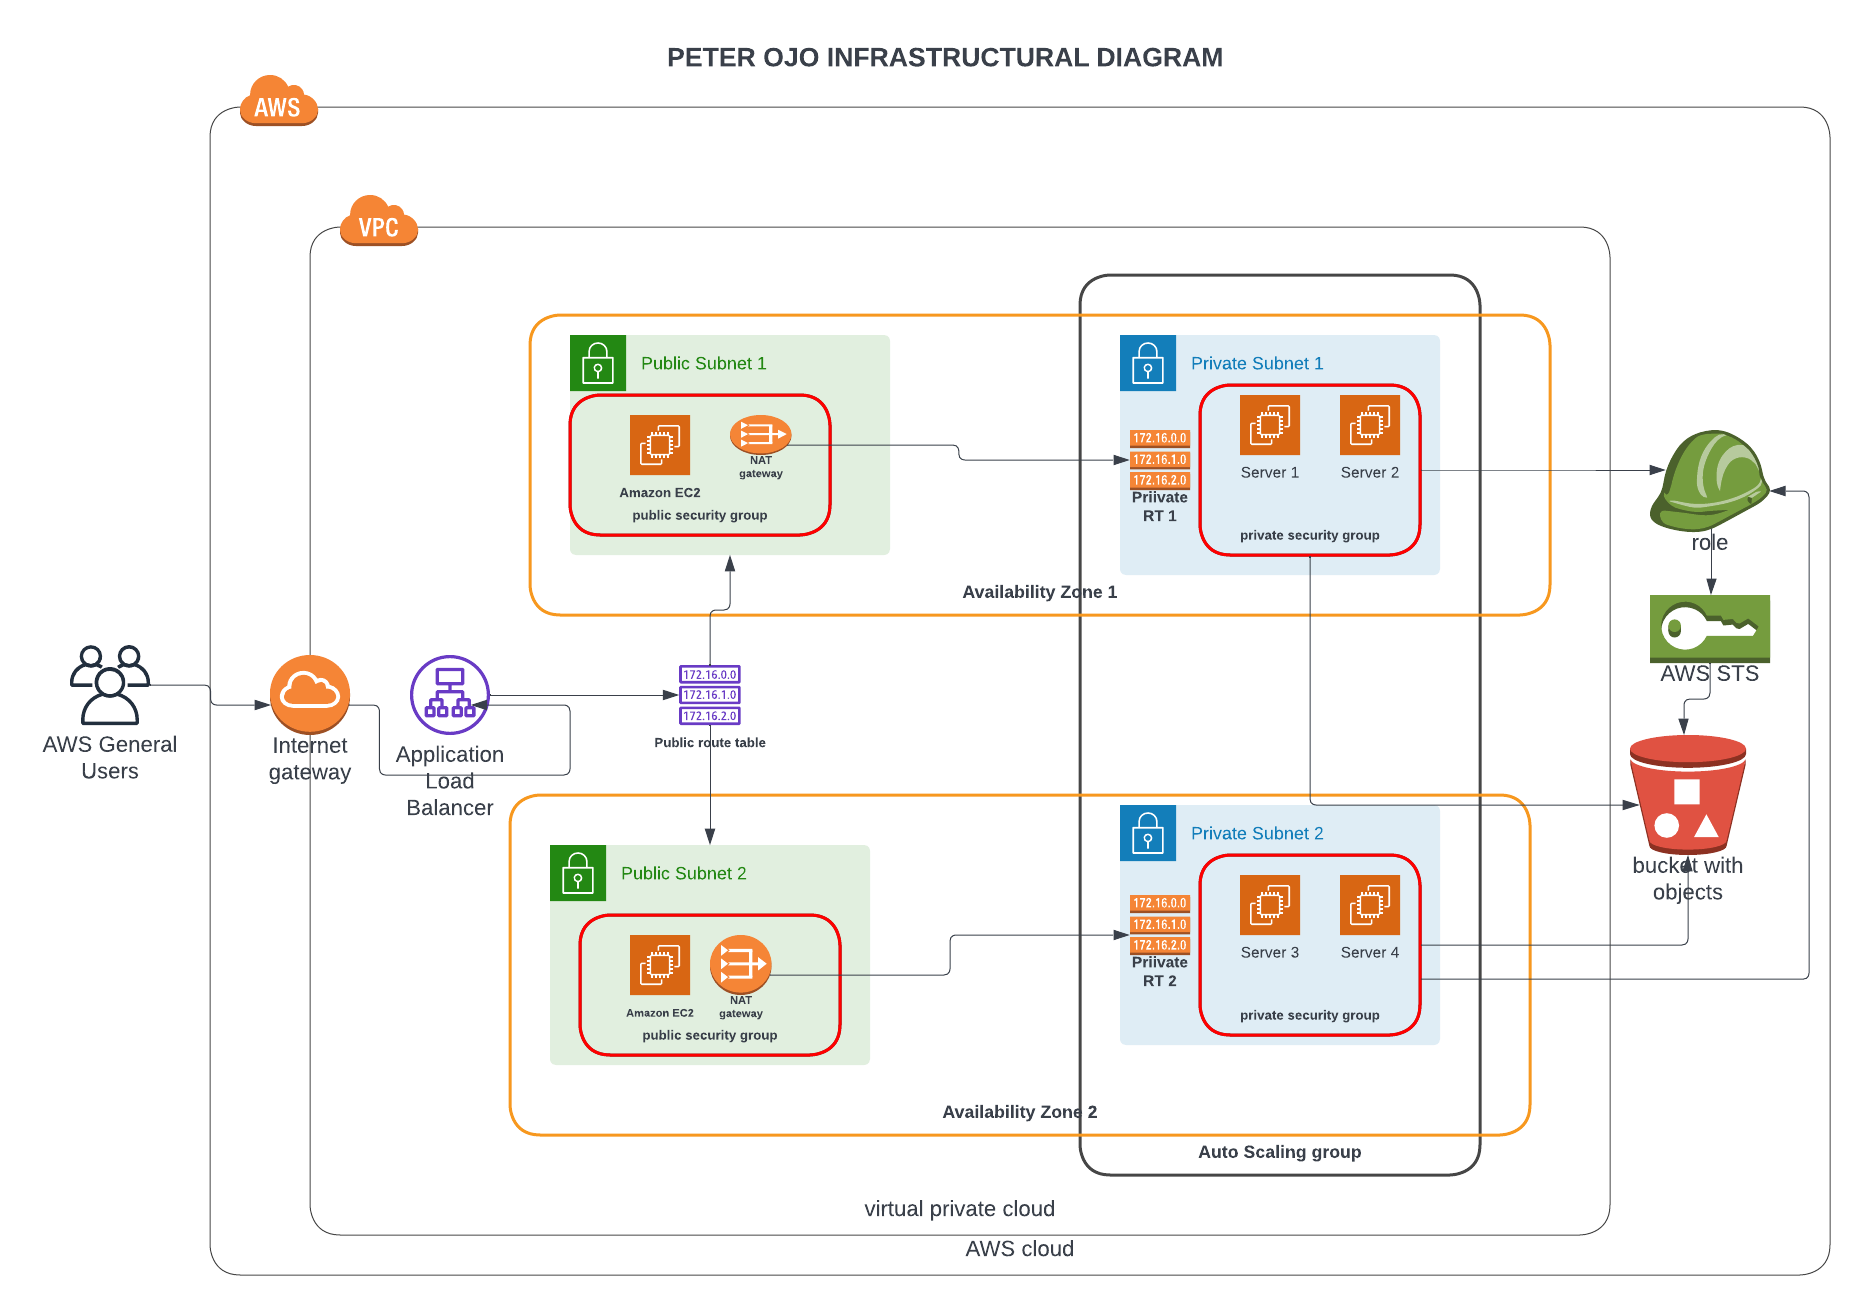 PETER OJO INFRASTRUCTURAL DIAGRAM
AWS
VPC
Public Subnet 1
Amazon EC2
NAT
gateway
public security group
Private Subnet 1
172.16.0.0
172.16.1.0
172.16.2.0
Priivate
RT 1
Server 1
Server 2
private security group
Availability Zone 1
role
AWS STS
AWS General
Users
Internet
gateway
Application
Load
Balancer
172.16.0.0
172.16.1.0
172.16.2.0
Public route table
bucket with
objects
Public Subnet 2
Amazon EC2
NAT
gateway
public security group
Private Subnet 2
172.16.0.0
172.16.1.0
172.16.2.0
Priivate
RT 2
Server 3
Server 4
private security group
Availability Zone 2
Auto Scaling group
virtual private cloud
AWS cloud